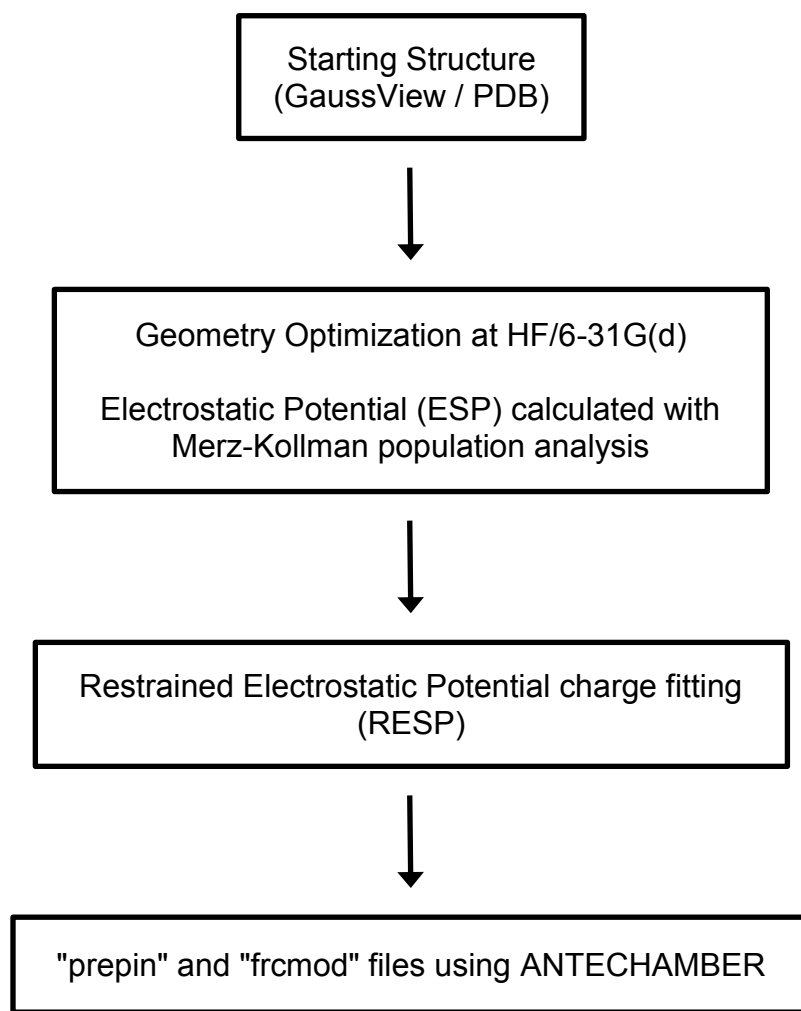 Starting Structure
(GaussView / PDB)
Geometry Optimization at HF/6-31G(d)
Electrostatic Potential (ESP) calculated with
Merz-Kollman population analysis
Restrained Electrostatic Potential charge fitting
(RESP)
"prepin" and "frcmod" files using ANTECHAMBER